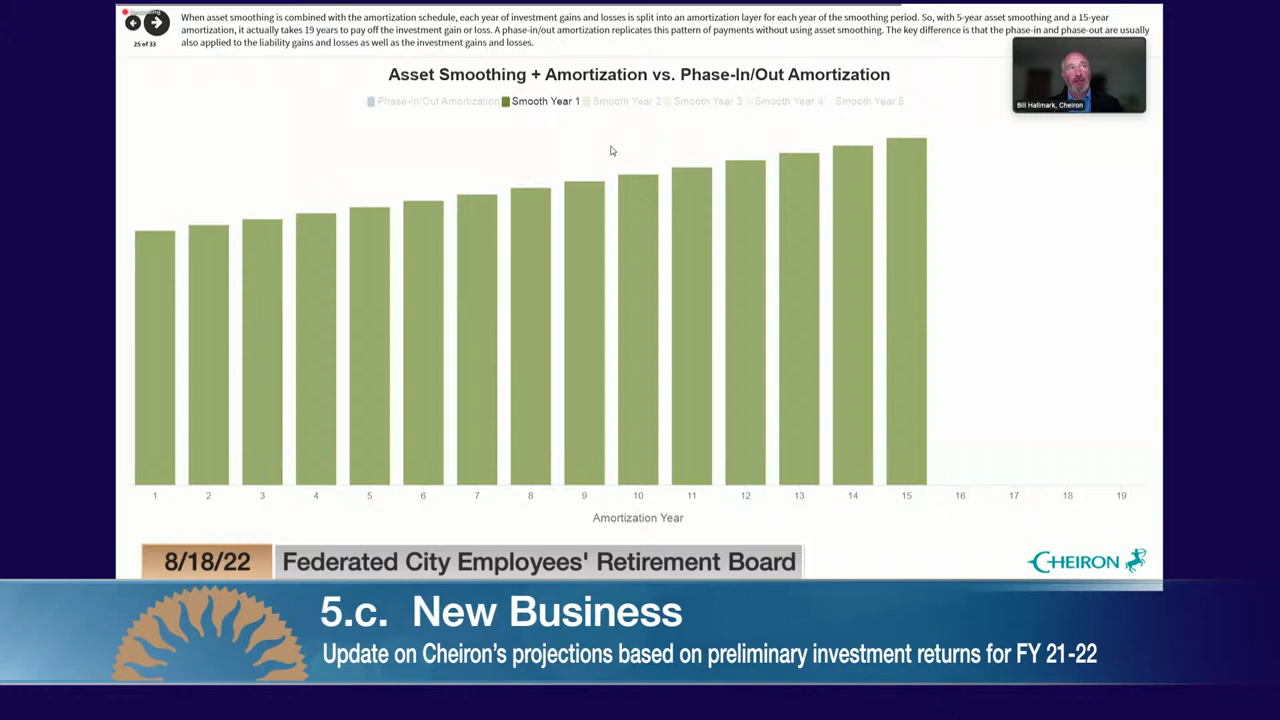 Recording
When asset smoothing is combined with the amortization schedule, each year of investment gains and losses is split into an amortization layer for each year of the smoothing period. So, with 5-year asset smoothing and a 15-year
amortization, it actually takes 19 years to pay off the investment gain or loss. A phase-in/out amortization replicates this pattern of payments without using asset smoothing. The key difference is that the phase-in and phase-out are usually
also applied to the liability gains and losses as well as the investment gains and losses.
25 of 33
Asset Smoothing + Amortization vs. Phase-In/Out Amortization
Phase-In/Out Amortization Smooth Year 1 Smooth Year 2 Smooth Year 3 Smooth Year 4 Smooth Year 5
Bill Hallmark, Cheiron
1 2 3 4 5 6 7 8 9 10 11 12 13 14 15 16 17 18 19
Amortization Year
8/18/22 Federated City Employees' Retirement Board
CHEIRON
5.c. New Business
Update on Cheiron's projections based on preliminary investment returns for FY 21-22